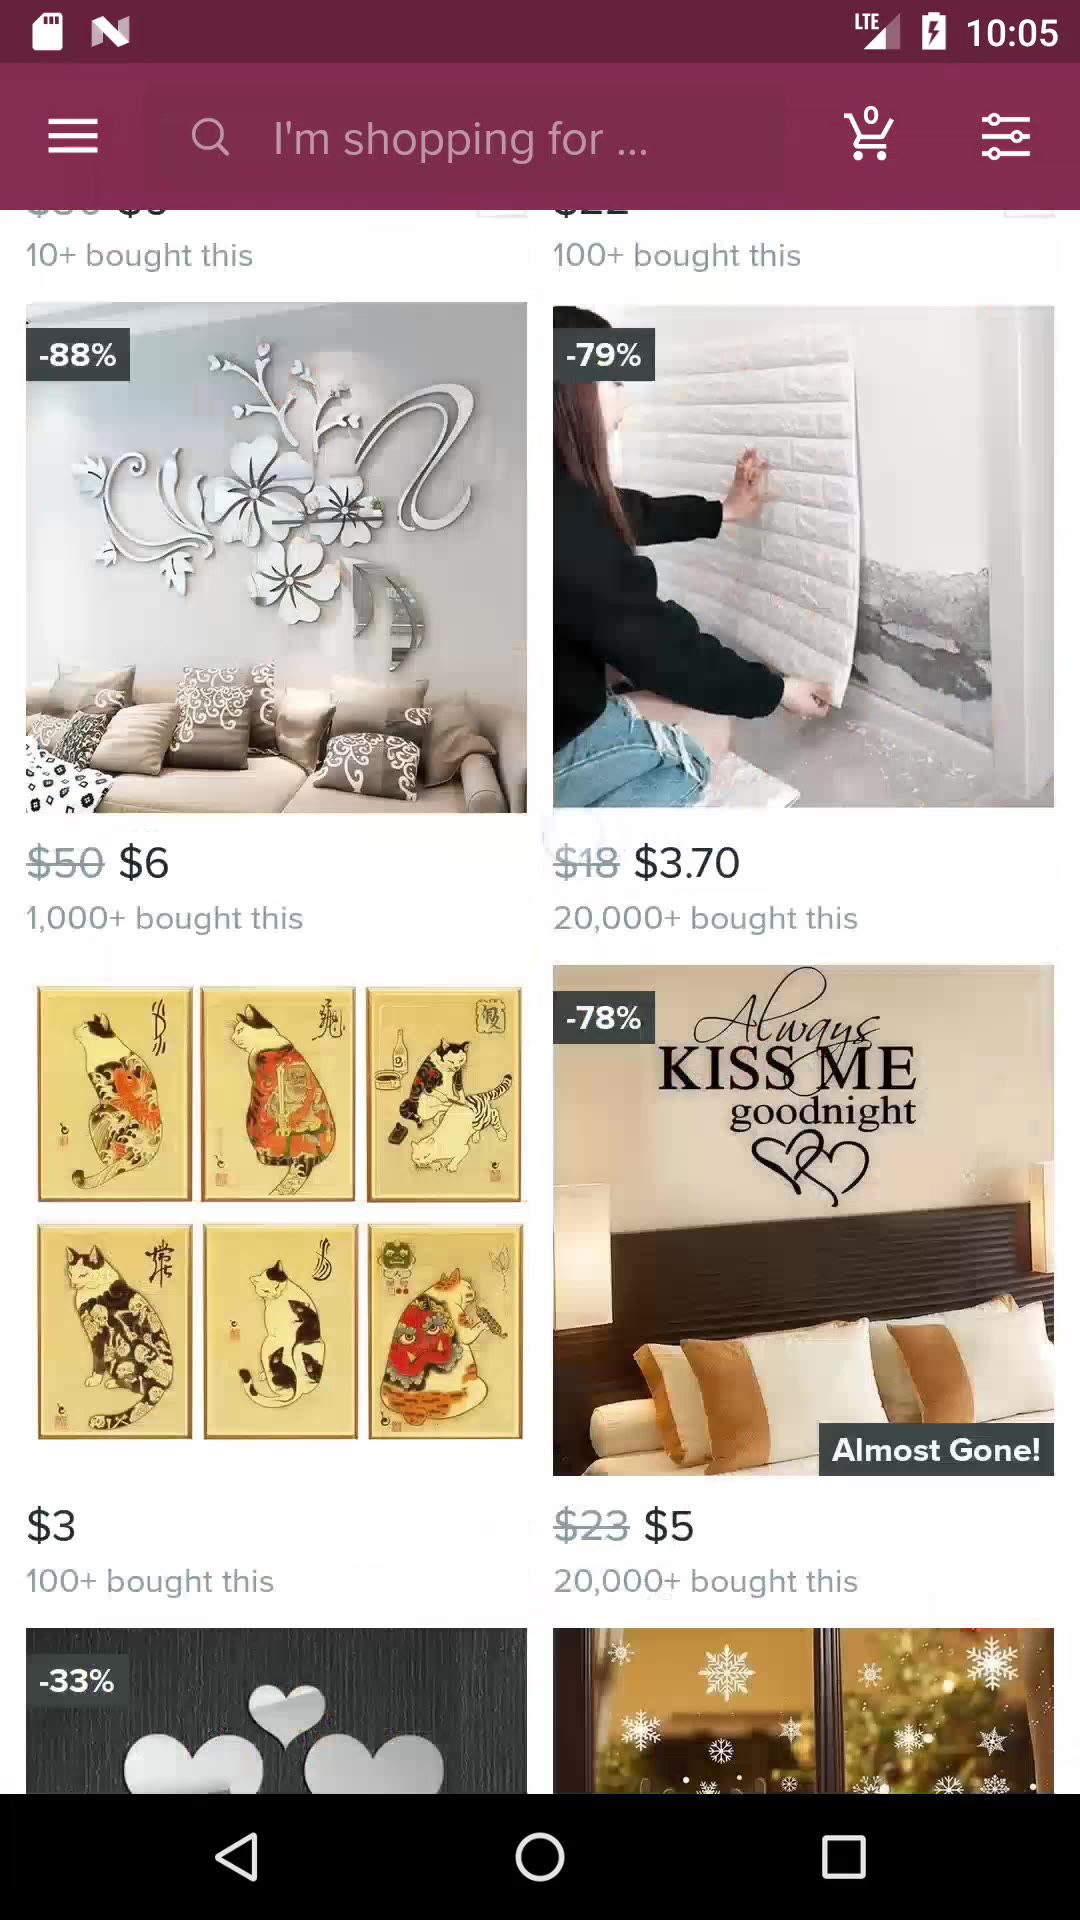 LTE 10:05
I'm shopping for ...
0
10+ bought this
100+ bought this
-88%
-79%
$50 $6
$18 $3.70
1,000+ bought this
20,000+ bought this
-78%
Always
KISS ME
goodnight
Almost Gone!
$3
$23 $5
100+ bought this
20,000+ bought this
-33%